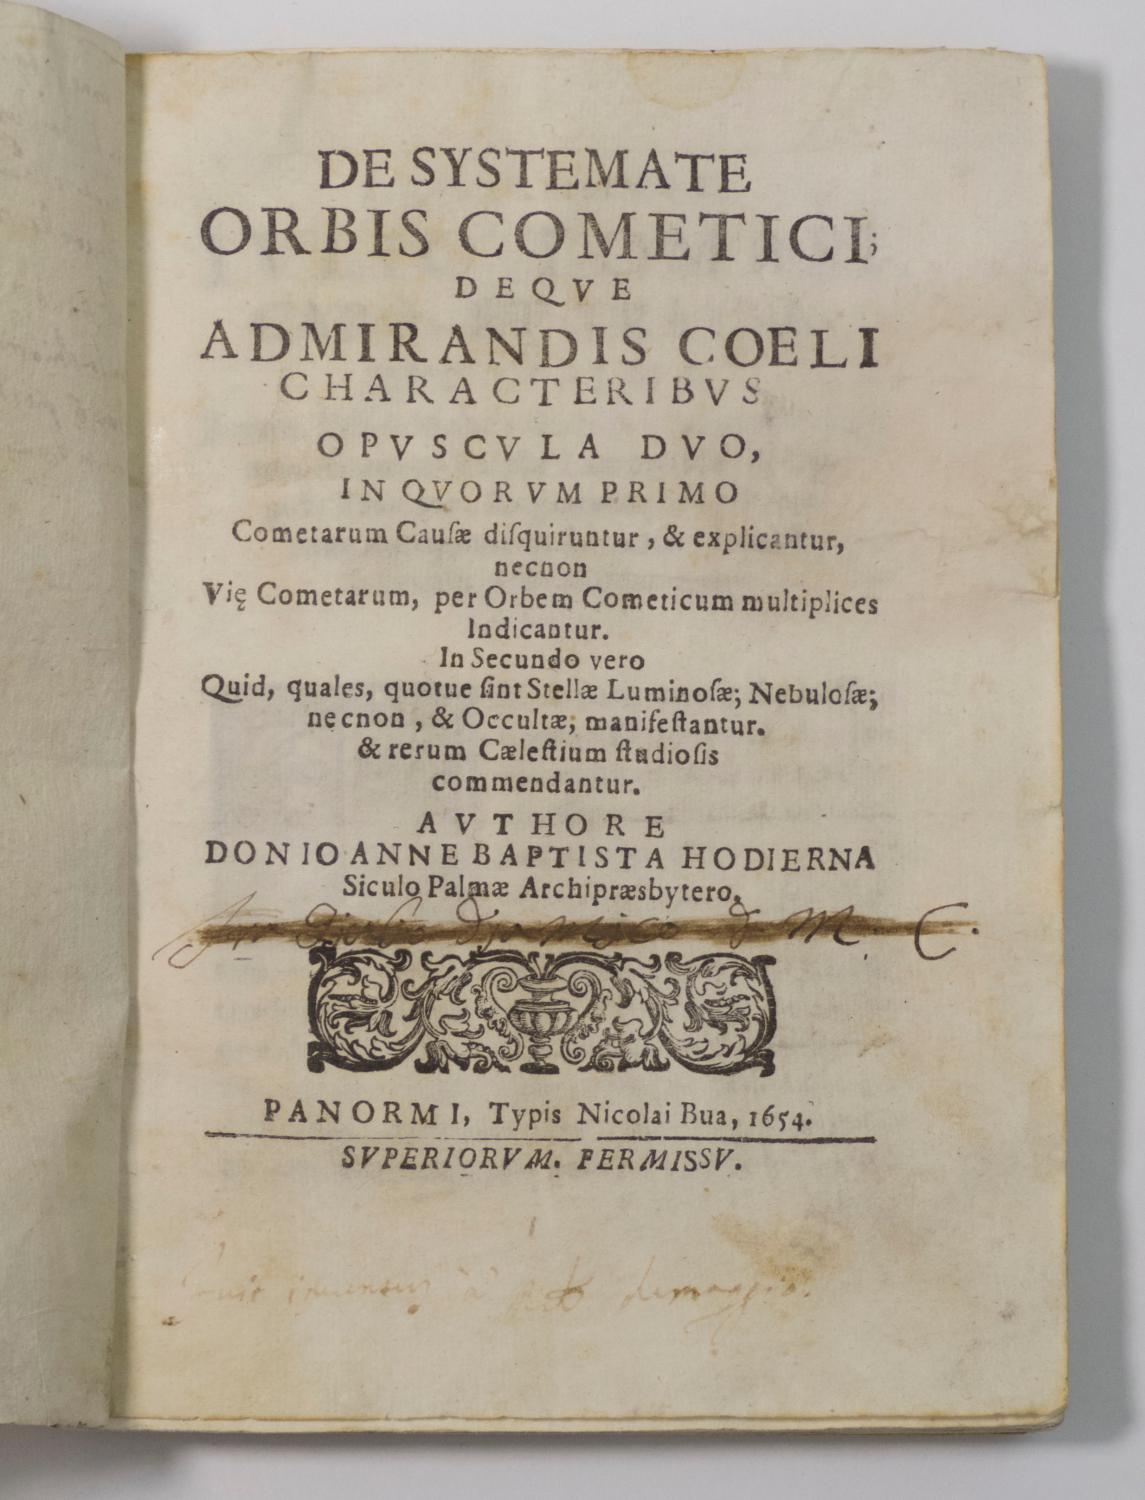 DE SYSTEMATE
ORBIS COMETICI;
DEQVE
ADMIRANDIS COELI
CHARACTERIBVS
OPVSCVLA DVO,
IN QVORVM PRIMO
Cometarum Cauſæ diſquiruntur, & explicantur,
necnon
Vię Cometarum, per Orbem Cometicum multiplices
Indicantur.
In Secundo vero
Quid, quales, quotue ſint Stellæ Luminoſæ; Nebuloſæ;
nęcnon, & Occultæ; manifeſtantur.
& rerum Cæleſtium ſtudioſis
commendantur.
AVTHORE
DON IOANNE BAPTISTA HODIERNA
Siculo Palmæ Archipræsbytero.
M. C.
PANORMI, Typis Nicolai Bua, 1654.
SVPERIORVM. PERMISSV.